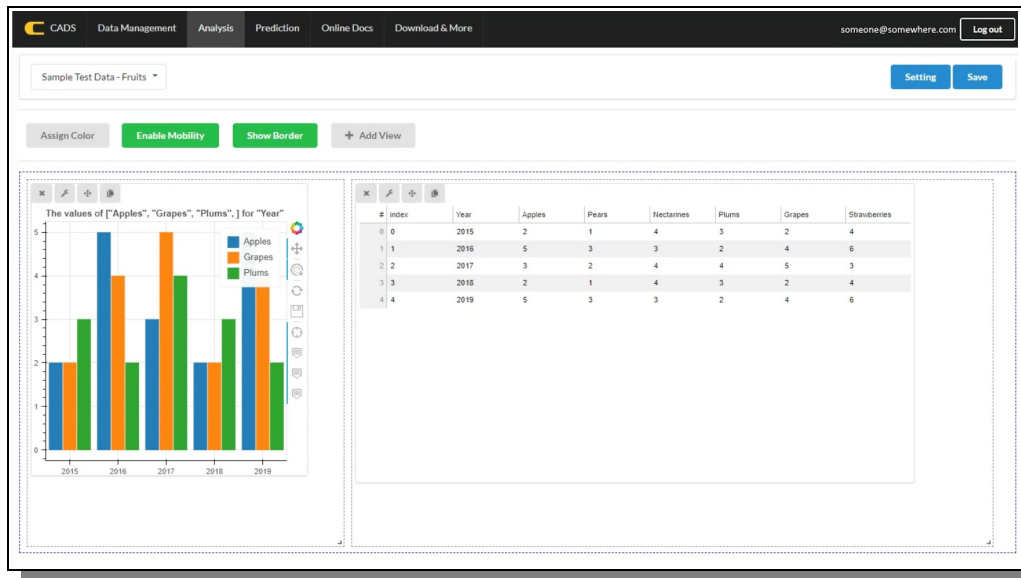 CADS Data Management Analysis Prediction Online Docs Download & More someone@somewhere.com Log out
Sample Test Data - Fruits Setting Save
Assign Color Enable Mobility Show Border + Add View
The values of ["Apples", "Grapes", "Plums", ] for "Year"
Apples
Grapes
Plums
5
4
3
2
1
0
2015 2016 2017 2018 2019
# index Year Apples Pears Nectarines Plums Grapes Strawberries
0 0 2015 2 1 4 3 2 4
1 1 2016 5 3 3 2 4 6
2 2 2017 3 2 4 4 5 3
3 3 2018 2 1 4 3 2 4
4 4 2019 5 3 3 2 4 6